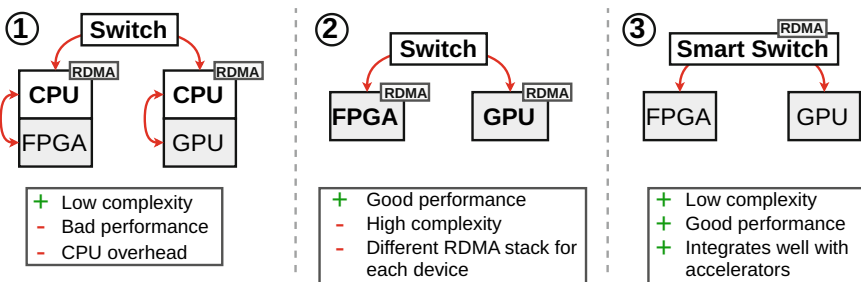 1
Switch
RDMA
RDMA
CPU
CPU
FPGA
GPU
+ Low complexity
- Bad performance
- CPU overhead
2
Switch
RDMA
RDMA
FPGA
GPU
+ Good performance
- High complexity
- Different RDMA stack for
each device
3
RDMA
Smart Switch
FPGA
GPU
+ Low complexity
+ Good performance
+ Integrates well with
accelerators